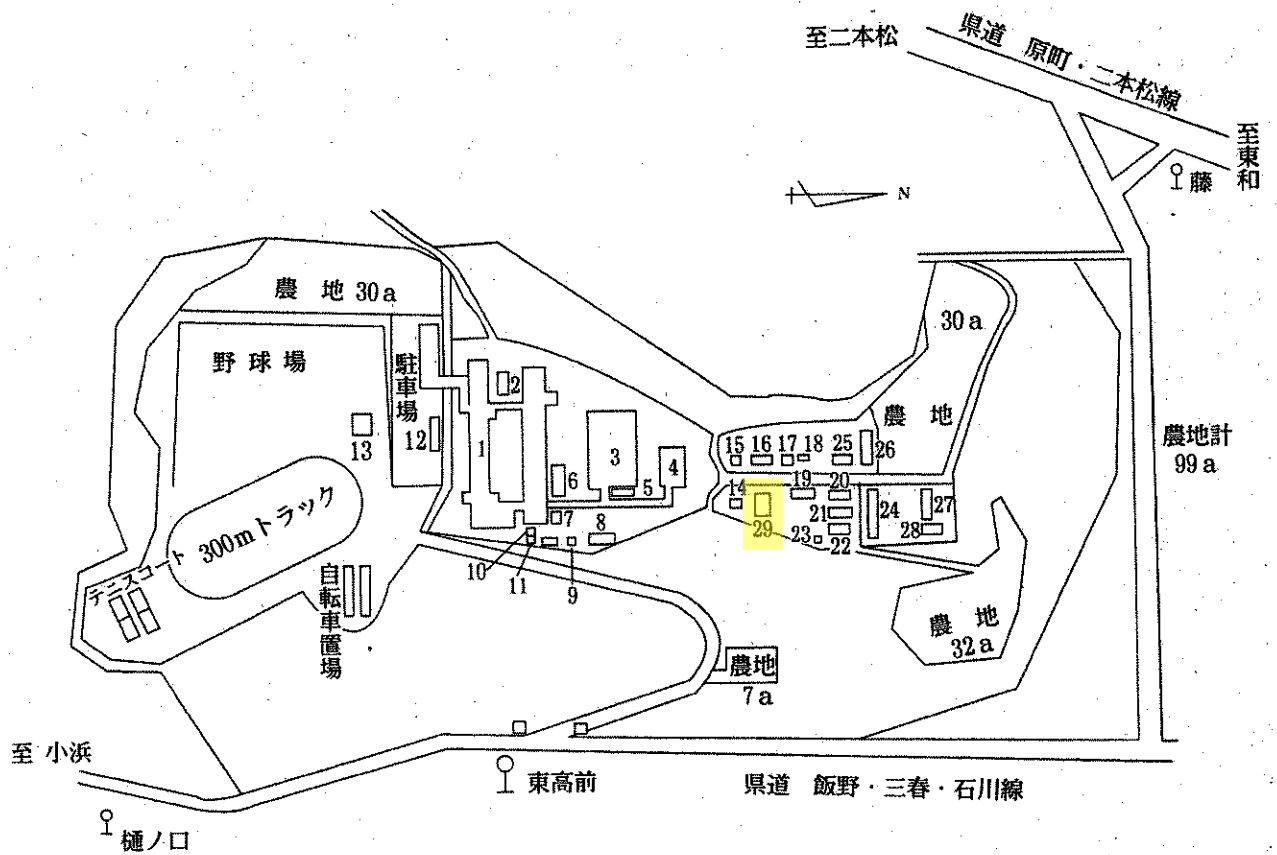 至二本松
県道 原町・二本松線
至東和
藤
N
農 地 30a
30a
野球場
駐車場
農 地
農地計
99a
1
2
3
4
5
6
7
8
9
10
11
12
13
14
15
16
17
18
19
20
21
22
23
24
25
26
27
28
29
300mトラック
テニスコート
自転車置場
農 地
32a
農地
7a
至 小浜
東高前
県道 飯野・三春・石川線
樋ノ口